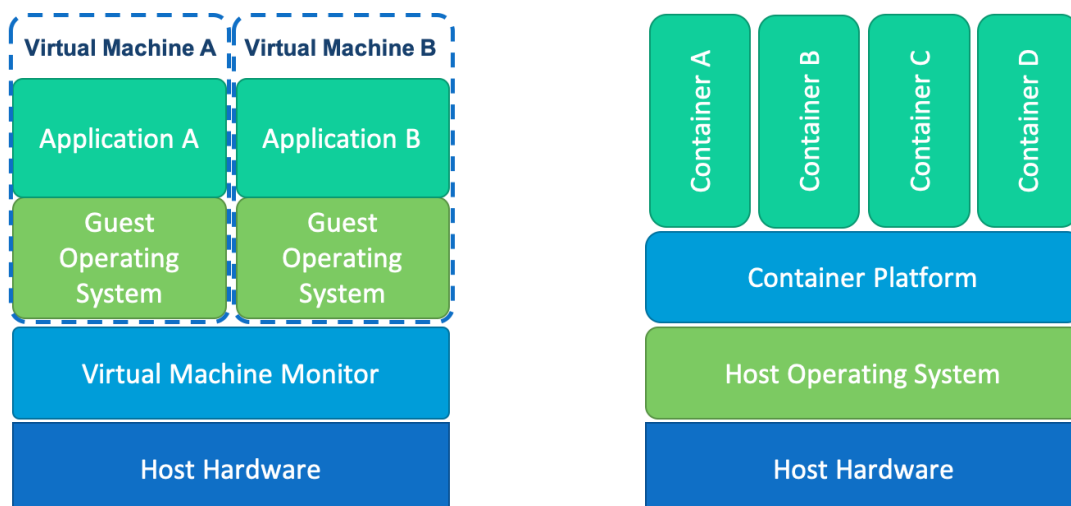 Virtual Machine A
Virtual Machine B
Application A
Application B
Guest
Operating
System
Guest
Operating
System
Virtual Machine Monitor
Host Hardware
Container A
Container B
Container C
Container D
Container Platform
Host Operating System
Host Hardware